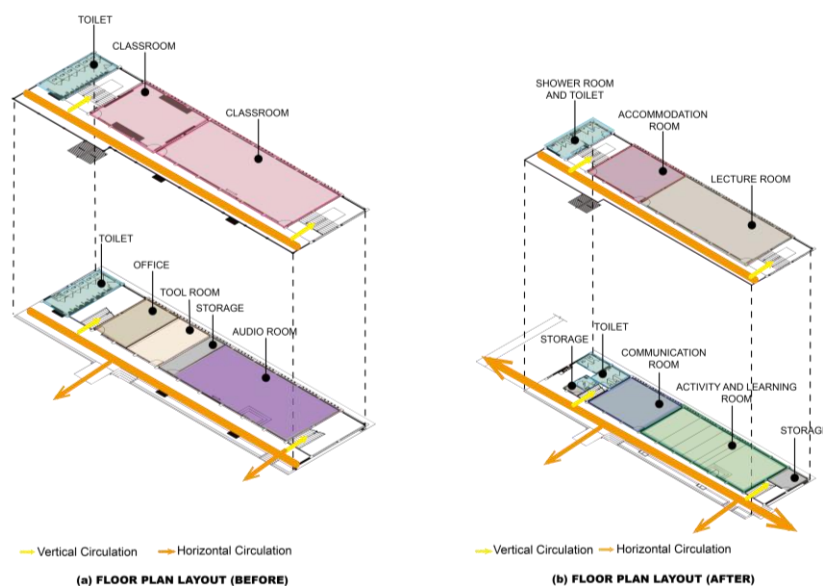 TOILET
CLASSROOM
CLASSROOM
TOILET
OFFICE
TOOL ROOM
STORAGE
AUDIO ROOM
Vertical Circulation
Horizontal Circulation
(a) FLOOR PLAN LAYOUT (BEFORE)
SHOWER ROOM
AND TOILET
ACCOMMODATION
ROOM
LECTURE ROOM
STORAGE
TOILET
COMMUNICATION
ROOM
ACTIVITY AND LEARNING
ROOM
STORAGE
Vertical Circulation
Horizontal Circulation
(b) FLOOR PLAN LAYOUT (AFTER)